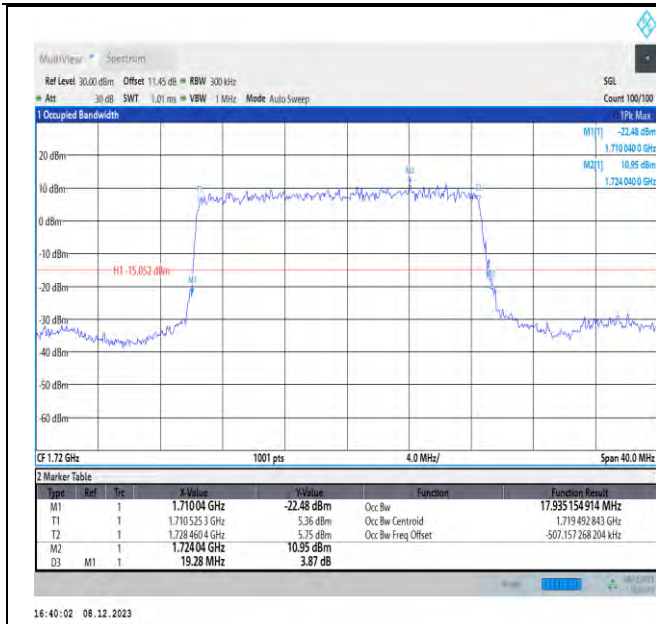 MultiView Spectrum
Ref Level 30.00 dBm Offset 11.45 dB RBW 300 kHz SGL
Att 30 dB SWT 1.01 ms VBW 1 MHz Mode Auto Sweep Count 100/100
1 Occupied Bandwidth 1Pk Max
M1[1] -22.48 dBm
1.710 040 0 GHz
M2[1] 10.95 dBm
1.724 040 0 GHz
20 dBm
10 dBm
0 dBm
-10 dBm
H1 -15.052 dBm
-20 dBm
-30 dBm
-40 dBm
-50 dBm
-60 dBm
M1
M2
T1
CF 1.72 GHz 1001 pts 4.0 MHz/ Span 40.0 MHz
2 Marker Table
Type Ref Trc X-Value Y-Value Function Function Result
M1 1 1.71004 GHz -22.48 dBm Occ Bw 17.935 154 914 MHz
T1 1 1.710 525 3 GHz 5.36 dBm Occ Bw Centroid 1.719 492 843 GHz
T2 1 1.728 460 4 GHz 5.75 dBm Occ Bw Freq Offset -507.157 268 204 kHz
M2 1 1.72404 GHz 10.95 dBm
D3 M1 1 19.28 MHz 3.87 dB
16:40:02 08.12.2023